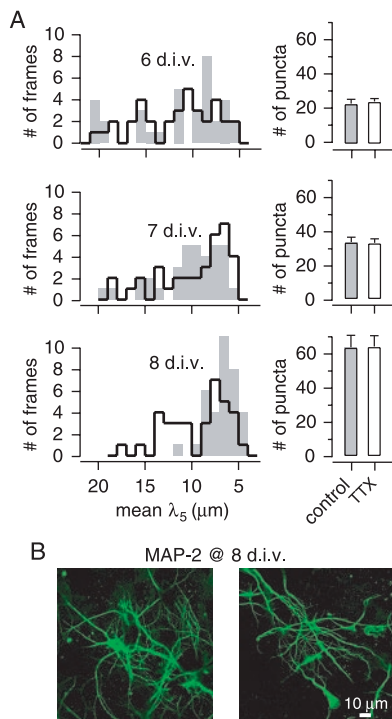 A
# of frames
10
8
6
4
2
0
6 d.i.v.
# of puncta
60
40
20
0
# of frames
10
8
6
4
2
0
7 d.i.v.
# of puncta
60
40
20
0
# of frames
10
8
6
4
2
0
8 d.i.v.
# of puncta
60
40
20
0
20 15 10 5
mean λ5 (µm)
control TTX
B
MAP-2 @ 8 d.i.v.
10 µm